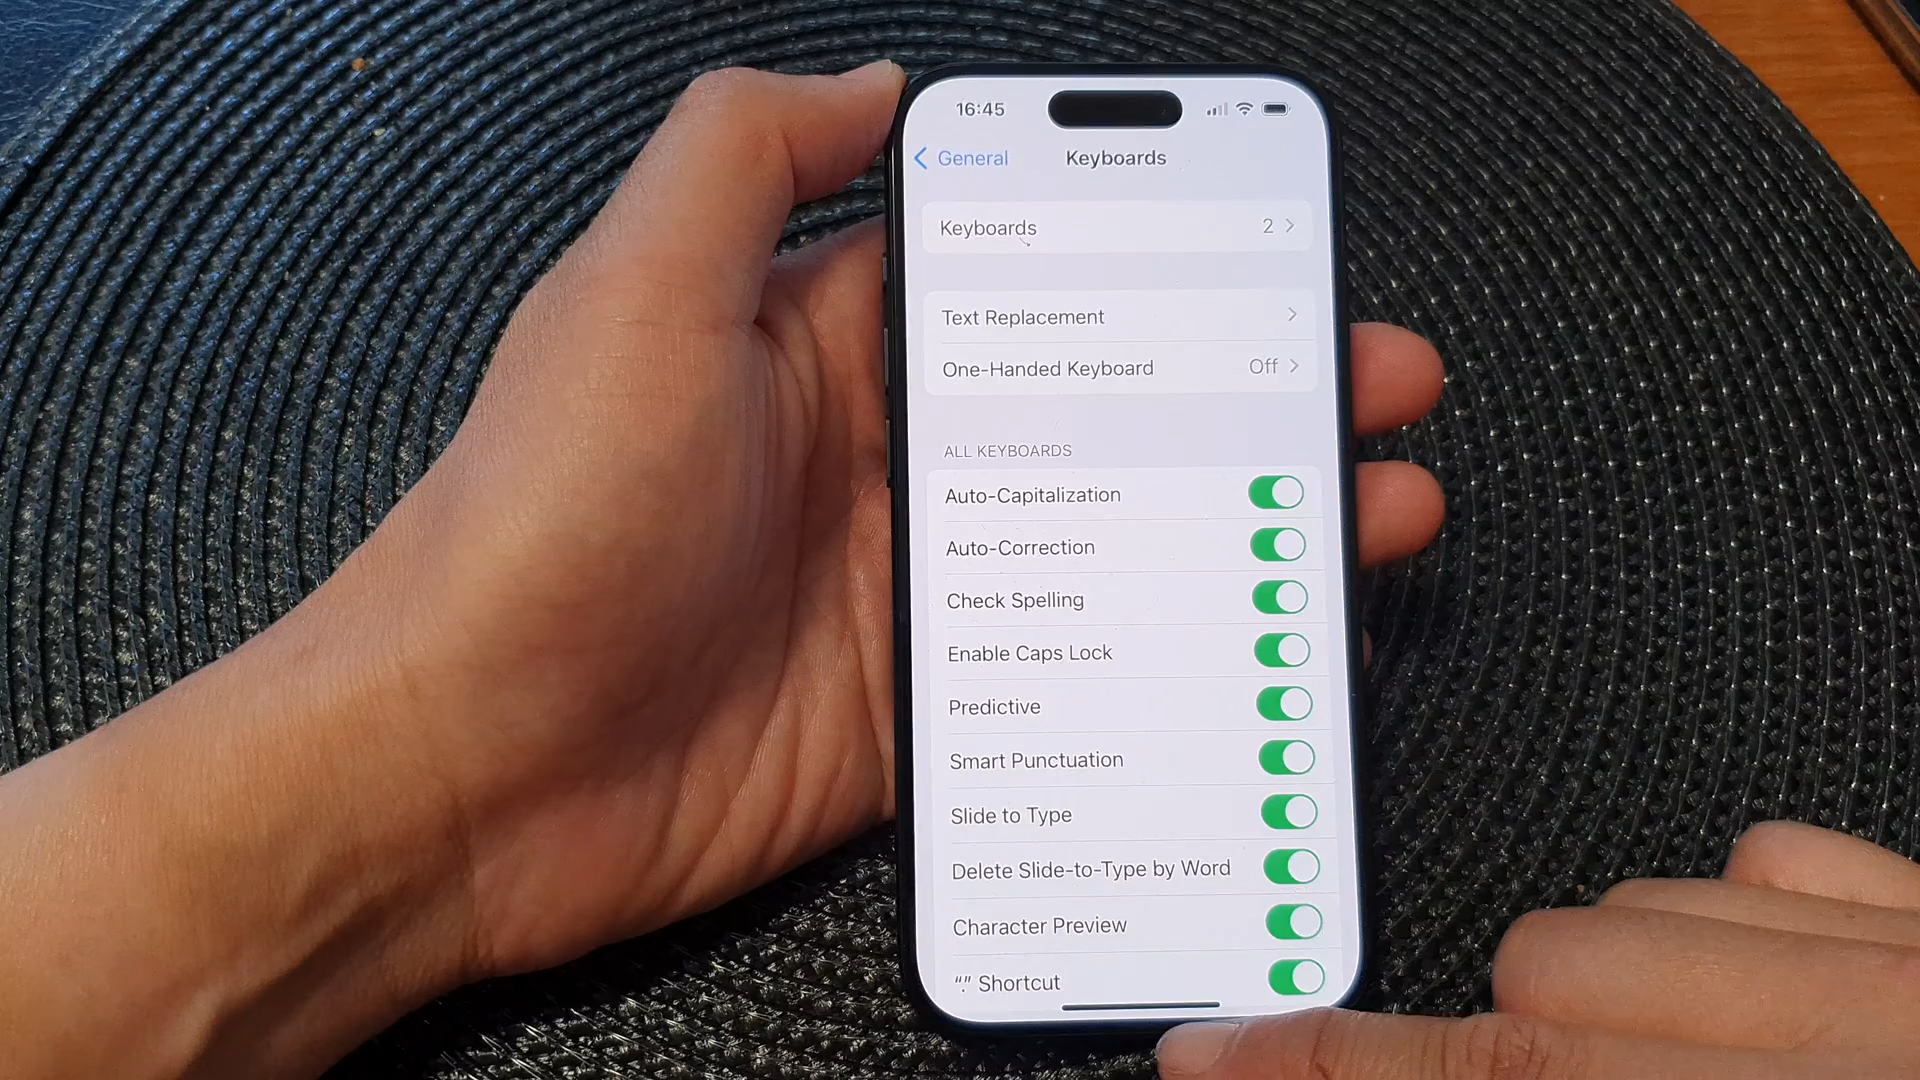 16:45
General Keyboards
Keyboards 2
Text Replacement
One-Handed Keyboard Off
ALL KEYBOARDS
Auto-Capitalization
Auto-Correction
Check Spelling
Enable Caps Lock
Predictive
Smart Punctuation
Slide to Type
Delete Slide-to-Type by Word
Character Preview
“.” Shortcut